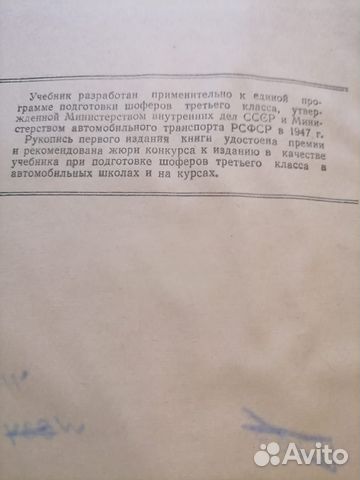 Учебник разработан применительно к единой про-
грамме подготовки шоферов третьего класса, утвер-
жденной Министерством внутренних дел СССР и Мини-
стерством автомобильного транспорта РСФСР в 1947 г.
Рукопись первого издания книги удостоена премии
и рекомендована жюри конкурса к изданию в качестве
учебника при подготовке шоферов третьего класса в
автомобильных школах и на курсах.
Avito